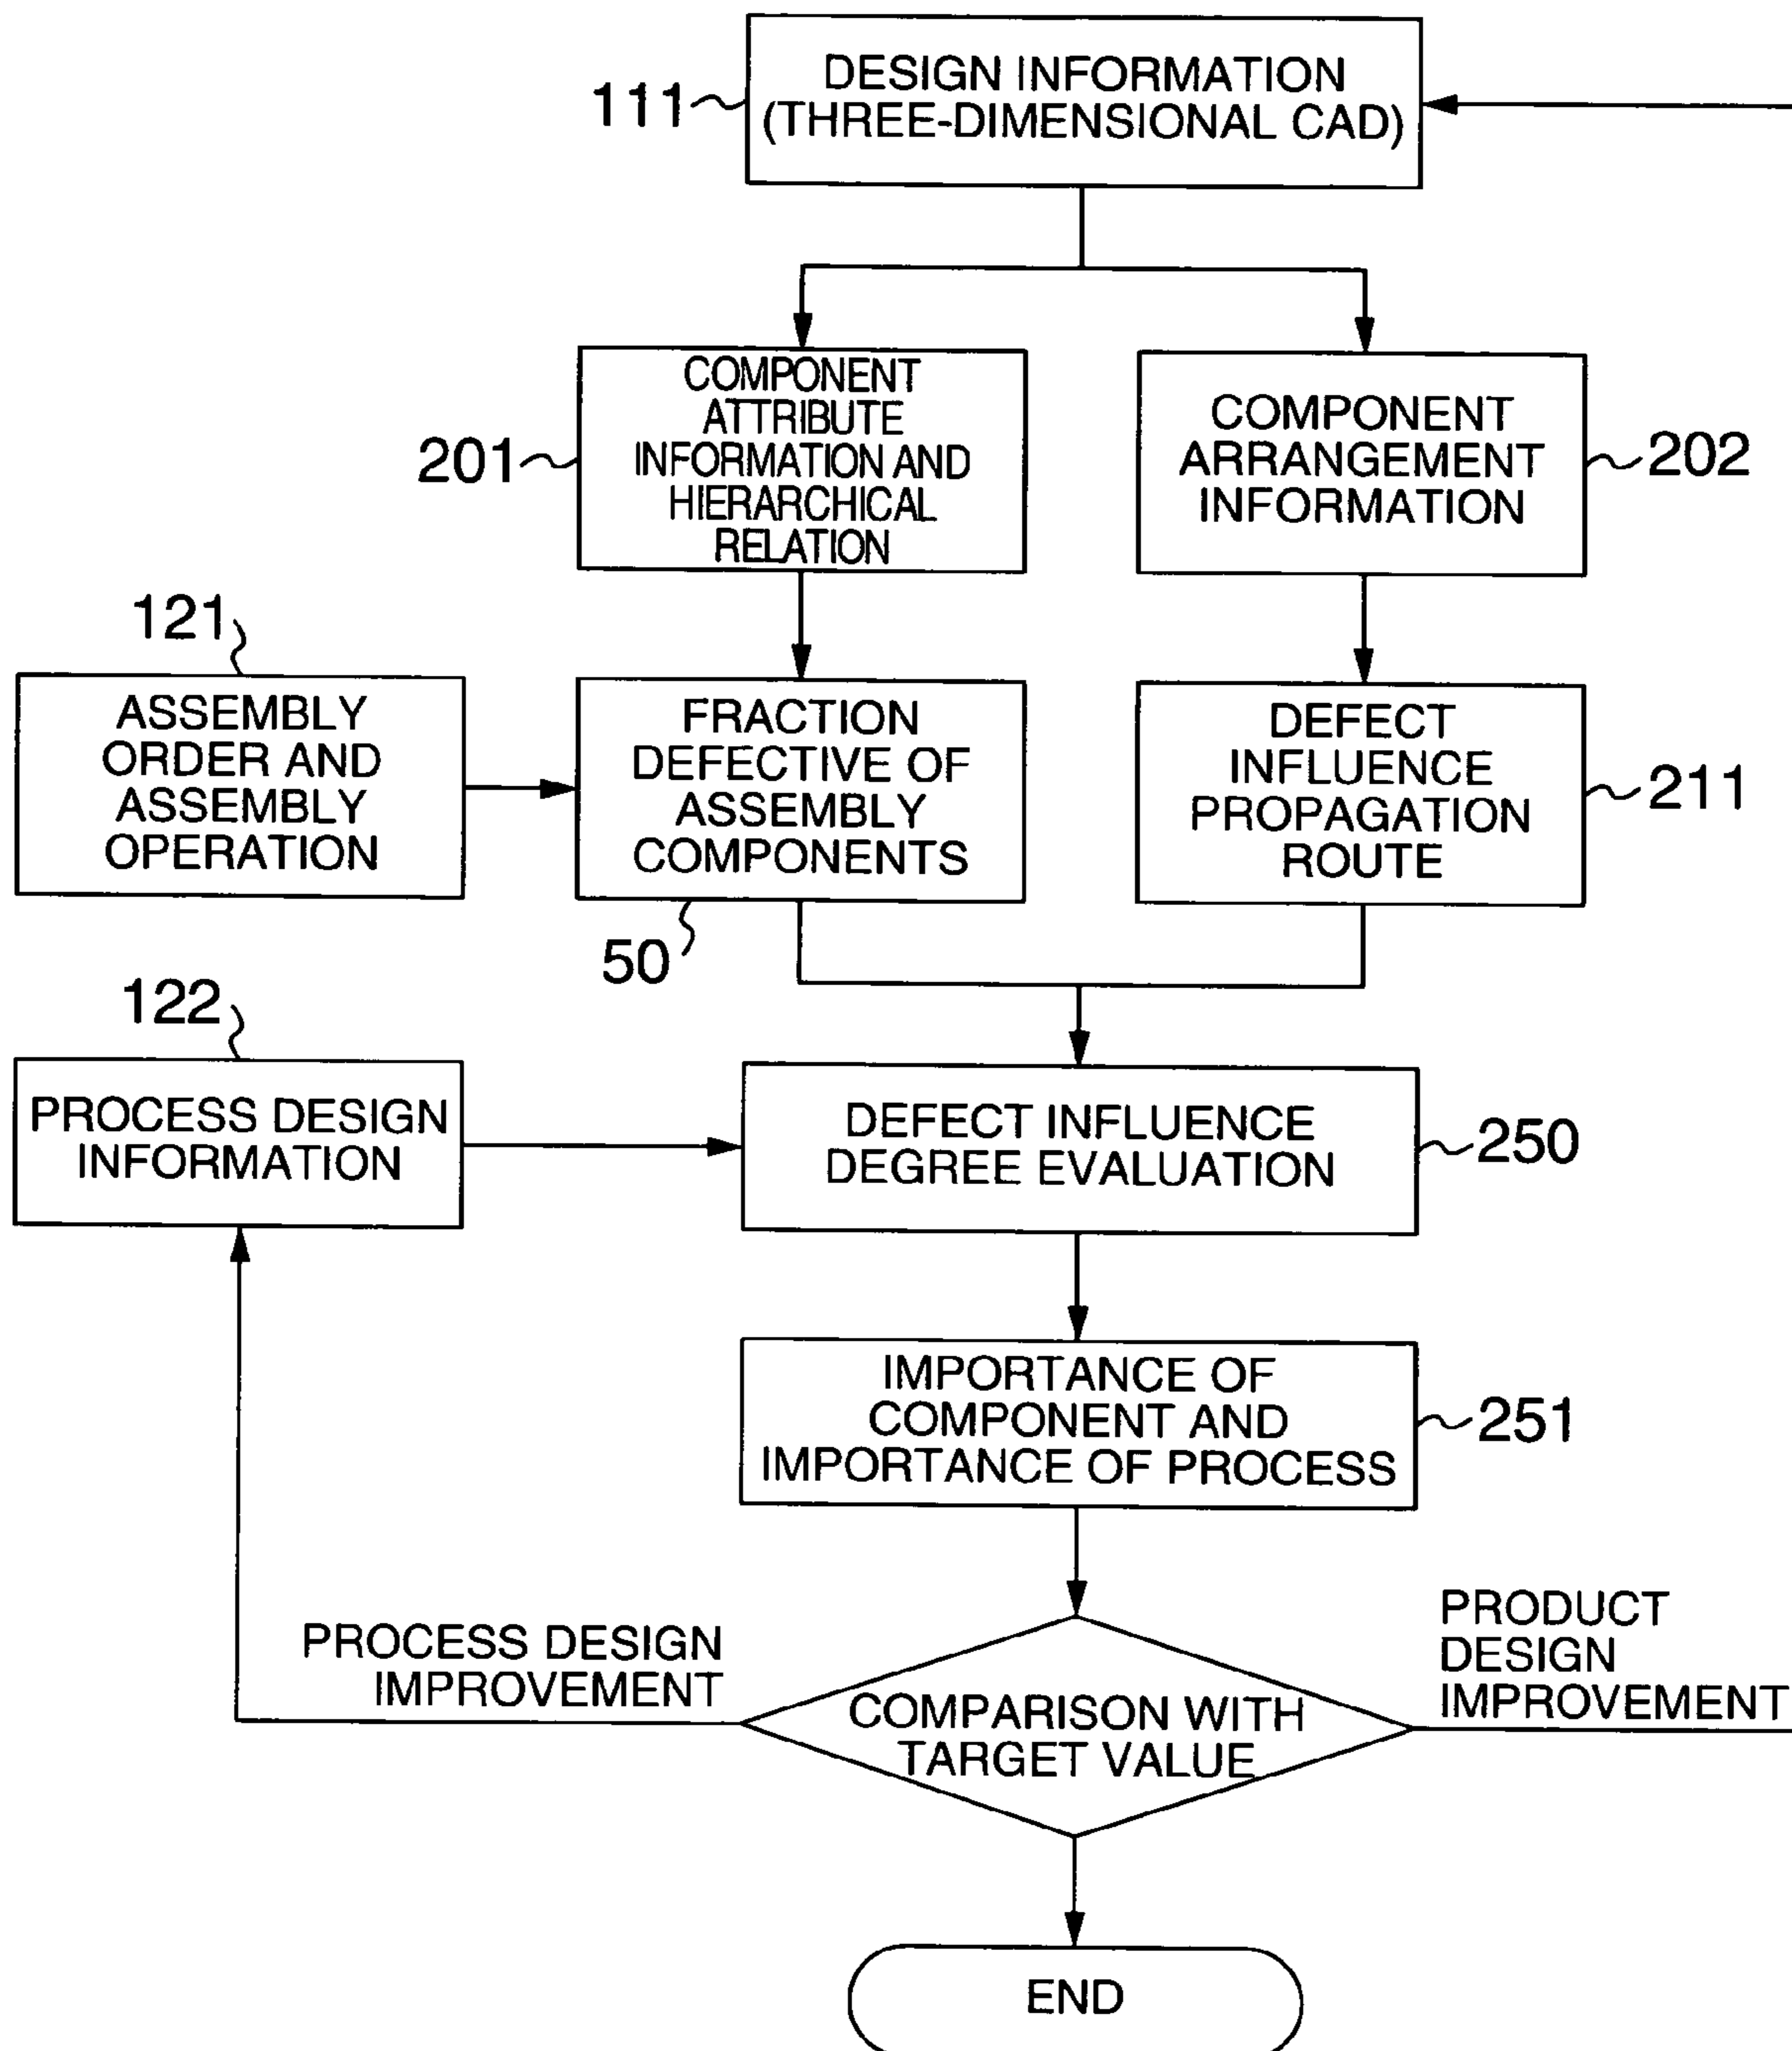 DESIGN INFORMATION
(THREE-DIMENSIONAL CAD)
111
COMPONENT
ATTRIBUTE
INFORMATION AND
HIERARCHICAL
RELATION
201
COMPONENT
ARRANGEMENT
INFORMATION
202
121
ASSEMBLY
ORDER AND
ASSEMBLY
OPERATION
FRACTION
DEFECTIVE OF
ASSEMBLY
COMPONENTS
50
DEFECT
INFLUENCE
PROPAGATION
ROUTE
211
122
PROCESS DESIGN
INFORMATION
DEFECT INFLUENCE
DEGREE EVALUATION
250
IMPORTANCE OF
COMPONENT AND
IMPORTANCE OF PROCESS
251
PROCESS DESIGN
IMPROVEMENT
COMPARISON WITH
TARGET VALUE
PRODUCT
DESIGN
IMPROVEMENT
END